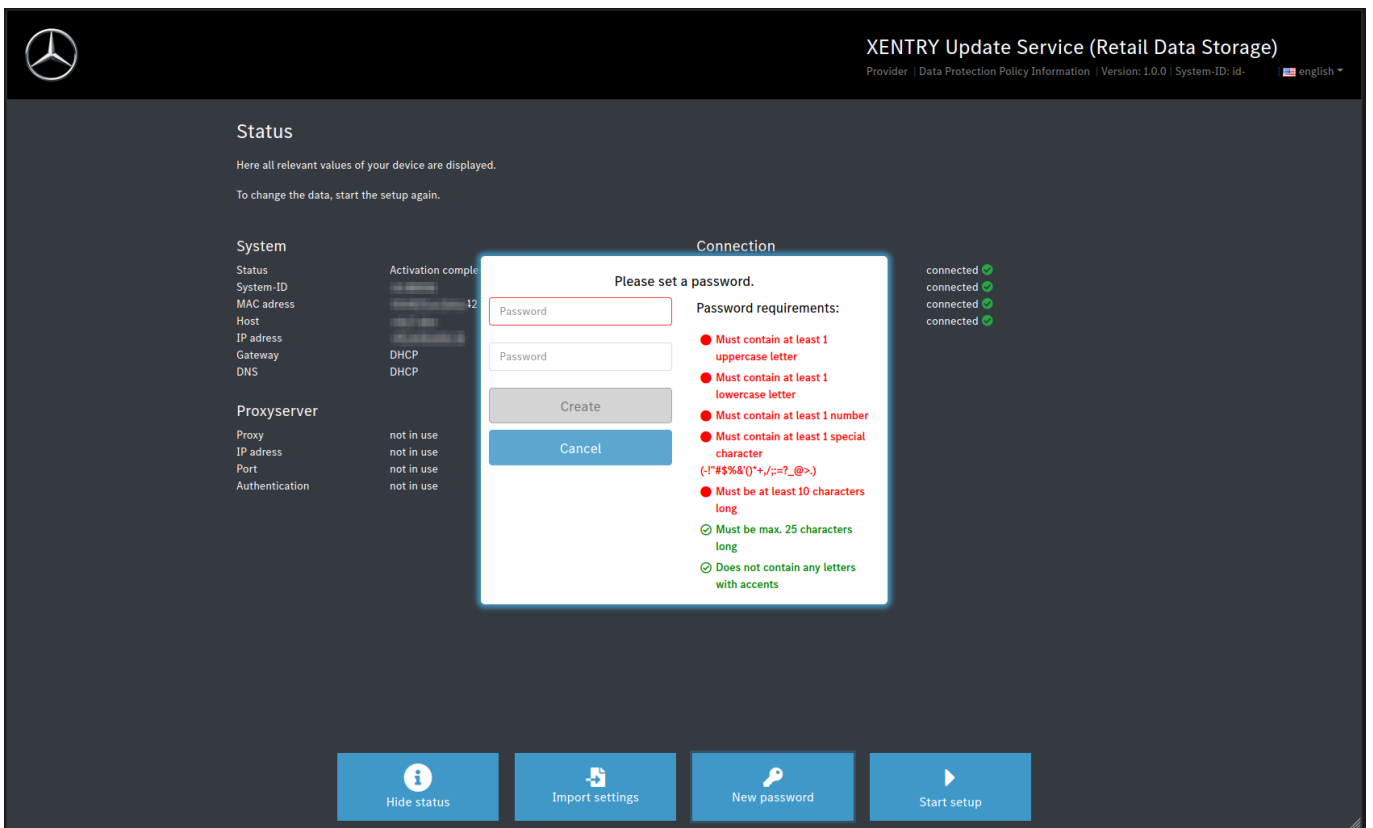 XENTRY Update Service (Retail Data Storage)
Provider | Data Protection Policy Information | Version: 1.0.0 | System-ID: id- | english
Status
Here all relevant values of your device are displayed.
To change the data, start the setup again.
System
Status Activation comple
System-ID
MAC adress 42
Host
IP adress
Gateway DHCP
DNS DHCP
Proxyserver
Proxy not in use
IP adress not in use
Port not in use
Authentication not in use
Connection
connected
connected
connected
connected
Please set a password.
Password
Password
Create
Cancel
Password requirements:
Must contain at least 1
uppercase letter
Must contain at least 1
lowercase letter
Must contain at least 1 number
Must contain at least 1 special
character
(-!"#$%&'()*+,/;:=?_@>.)
Must be at least 10 characters
long
Must be max. 25 characters
long
Does not contain any letters
with accents
Hide status
Import settings
New password
Start setup